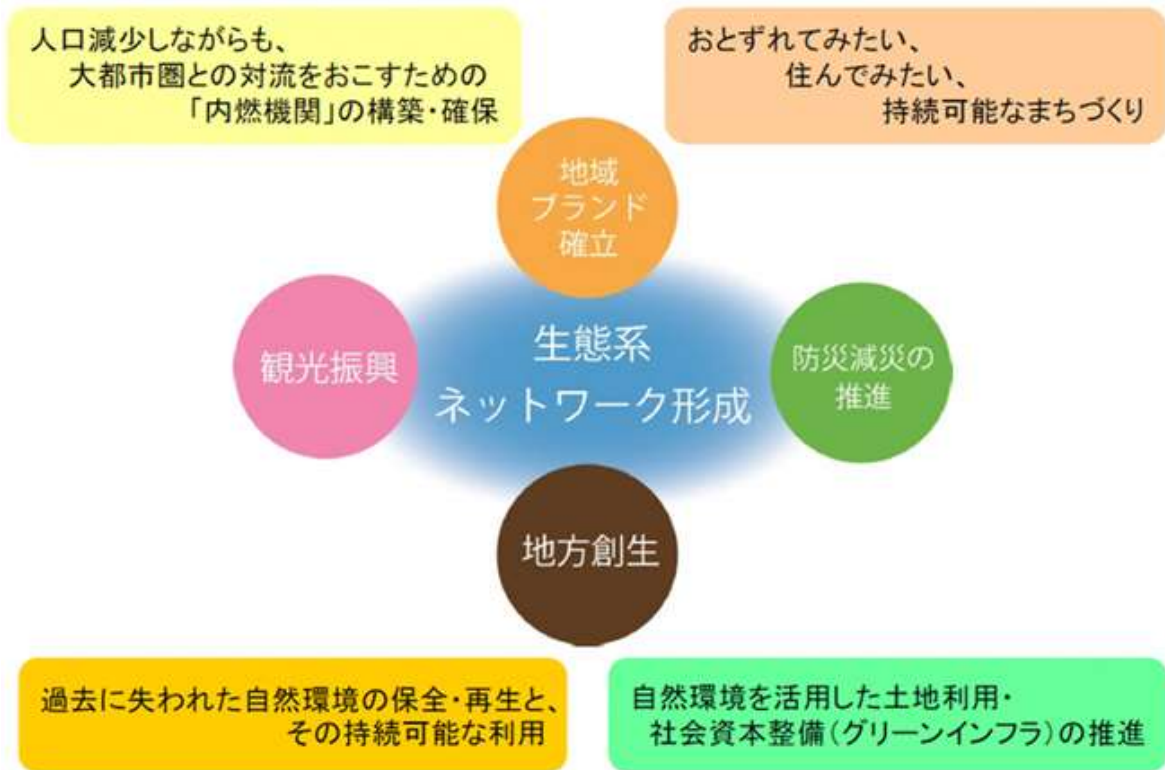 人口減少しながらも、
大都市圏との対流をおこすための
「内燃機関」の構築・確保
おとずれてみたい、
住んでみたい、
持続可能なまちづくり
地域
ブランド
確立
生態系
ネットワーク形成
観光振興
防災減災の
推進
地方創生
過去に失われた自然環境の保全・再生と、
その持続可能な利用
自然環境を活用した土地利用・
社会資本整備(グリーンインフラ)の推進